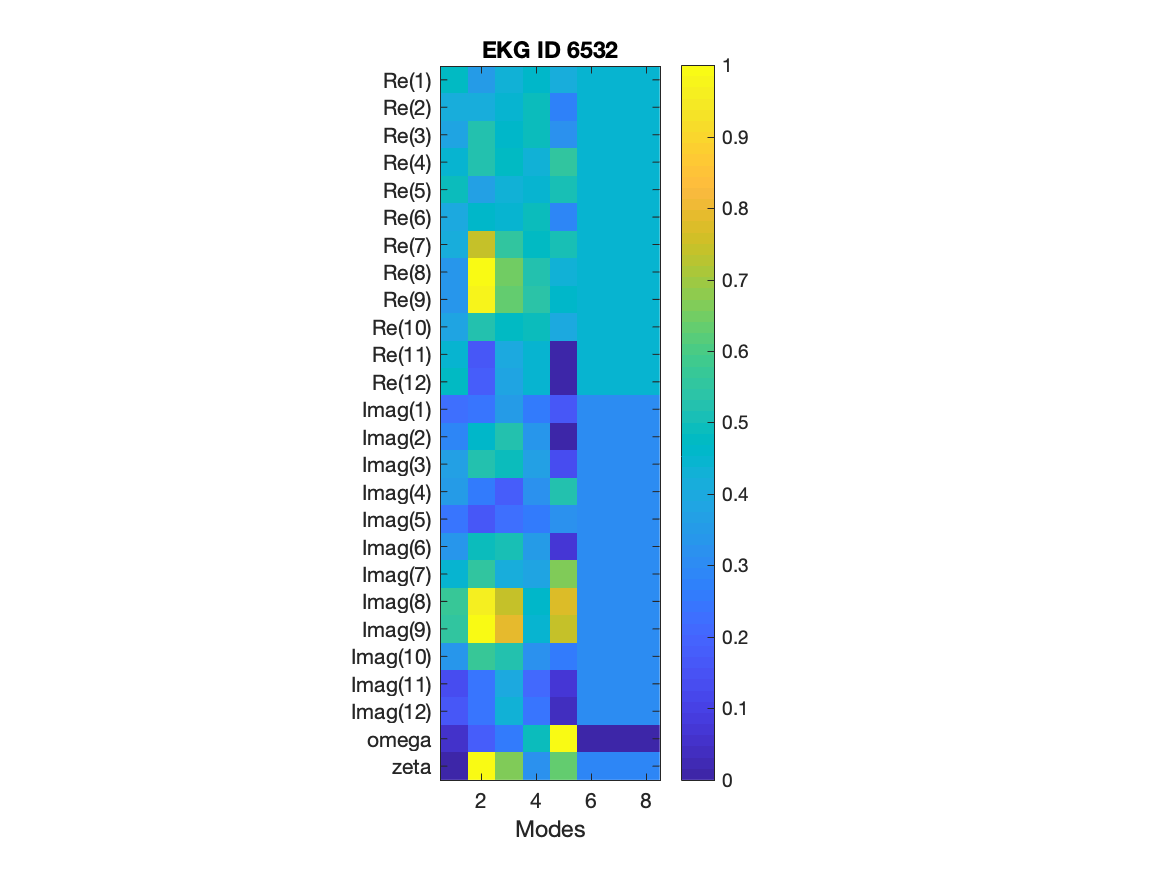 EKG ID 6532
Re(1)
Re(2)
Re(3)
Re(4)
Re(5)
Re(6)
Re(7)
Re(8)
Re(9)
Re(10)
Re(11)
Re(12)
Imag(1)
Imag(2)
Imag(3)
Imag(4)
Imag(5)
Imag(6)
Imag(7)
Imag(8)
Imag(9)
Imag(10)
Imag(11)
Imag(12)
omega
zeta
2 4 6 8
Modes
1
0.9
0.8
0.7
0.6
0.5
0.4
0.3
0.2
0.1
0